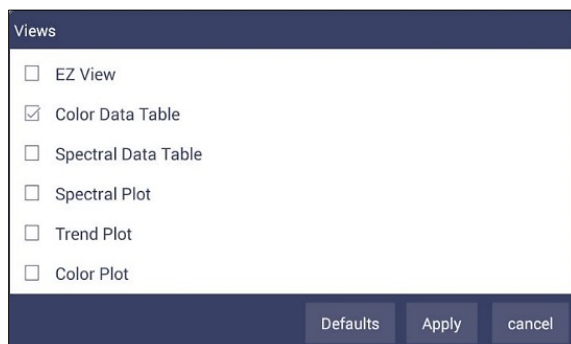 Views
EZ View
Color Data Table
Spectral Data Table
Spectral Plot
Trend Plot
Color Plot
Defaults Apply cancel